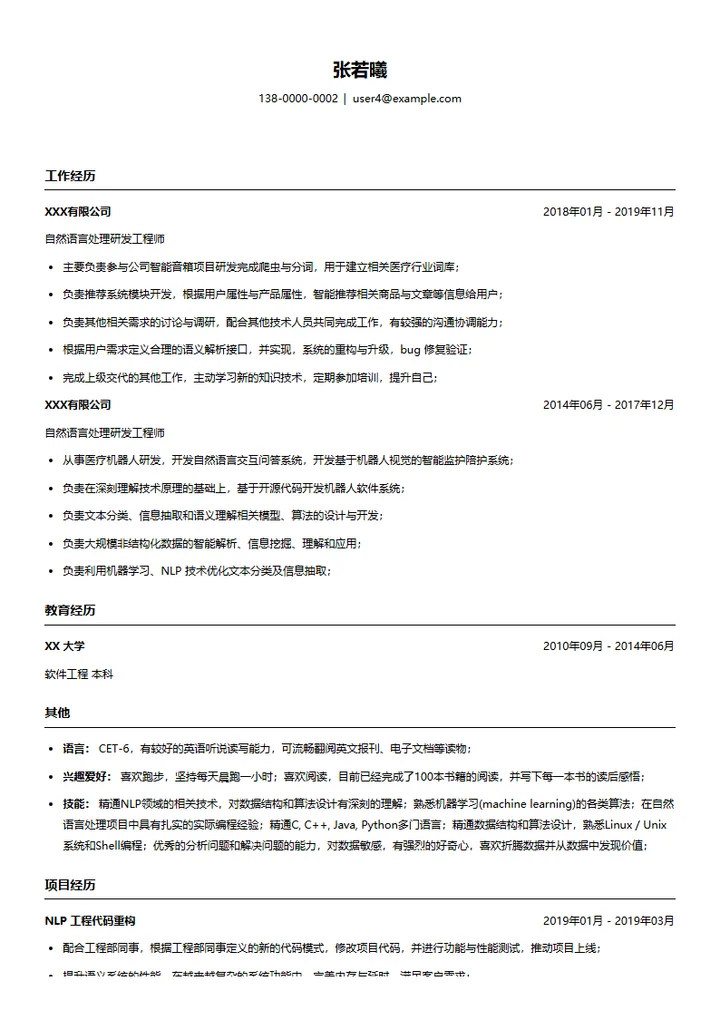 张若曦
138-0000-0002 | user4@example.com
工作经历
XXX有限公司 2018年01月 - 2019年11月
自然语言处理研发工程师
• 主要负责参与公司智能音箱项目研发完成爬虫与分词，用于建立相关医疗行业词库；
• 负责推荐系统模块开发，根据用户属性与产品属性，智能推荐相关商品与文章等信息给用户；
• 负责其他相关需求的讨论与调研，配合其他技术人员共同完成工作，有较强的沟通协调能力；
• 根据用户需求定义合理的语义解析接口，并实现，系统的重构与升级，bug 修复验证；
• 完成上级交代的其他工作，主动学习新的知识技术，定期参加培训，提升自己；
XXX有限公司 2014年06月 - 2017年12月
自然语言处理研发工程师
• 从事医疗机器人研发，开发自然语言交互问答系统，开发基于机器人视觉的智能监护陪护系统；
• 负责在深刻理解技术原理的基础上，基于开源代码开发机器人软件系统；
• 负责文本分类、信息抽取和语义理解相关模型、算法的设计与开发；
• 负责大规模非结构化数据的智能解析、信息挖掘、理解和应用；
• 负责利用机器学习、NLP 技术优化文本分类及信息抽取；
教育经历
XX 大学 2010年09月 - 2014年06月
软件工程 本科
其他
• 语言： CET-6，有较好的英语听说读写能力，可流畅翻阅英文报刊、电子文档等读物；
• 兴趣爱好： 喜欢跑步，坚持每天晨跑一小时；喜欢阅读，目前已经完成了100本书籍的阅读，并写下每一本书的读后感悟；
• 技能： 精通NLP领域的相关技术，对数据结构和算法设计有深刻的理解；熟悉机器学习(machine learning)的各类算法；在自
然语言处理项目中具有扎实的实际编程经验；精通C, C++, Java, Python多门语言；精通数据结构和算法设计，熟悉Linux / Unix
系统和Shell编程；优秀的分析问题和解决问题的能力，对数据敏感，有强烈的好奇心，喜欢折腾数据并从数据中发现价值；
项目经历
NLP 工程代码重构 2019年01月 - 2019年03月
• 配合工程部同事，根据工程部同事定义的新的代码模式，修改项目代码，并进行功能与性能测试，推动项目上线；
• 提升语义系统的性能，在越来越复杂的系统功能中，完善内存与延时，满足客户需求；